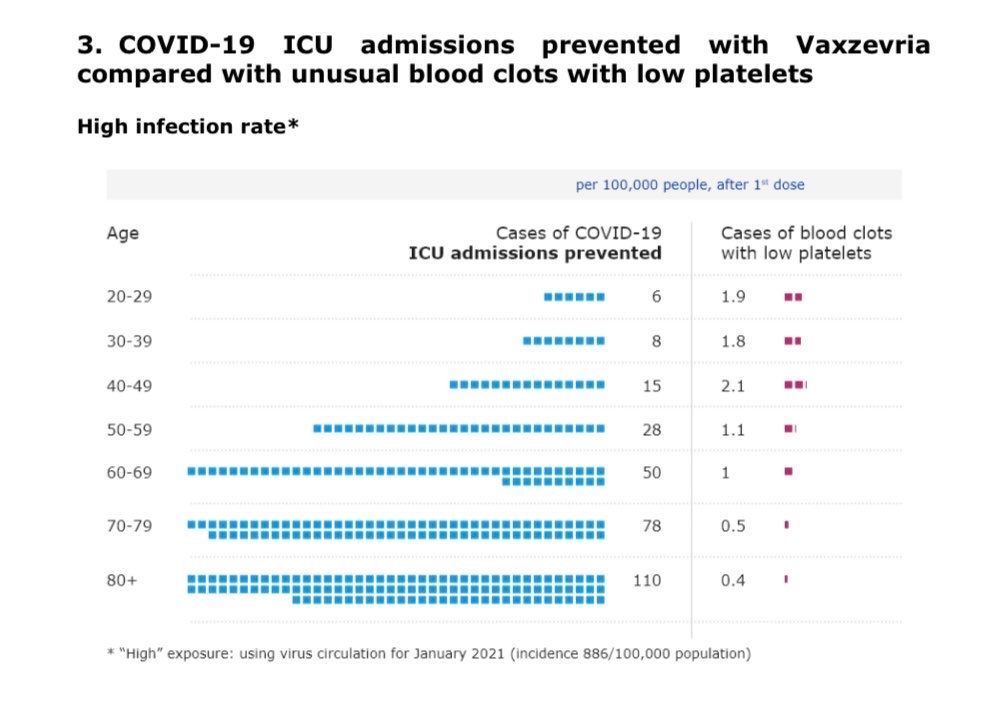 3. COVID-19 ICU admissions prevented with Vaxzevria
compared with unusual blood clots with low platelets
High infection rate*
per 100,000 people, after 1st dose
Age
Cases of COVID-19
ICU admissions prevented
Cases of blood clots
with low platelets
20-29 6 1.9
30-39 8 1.8
40-49 15 2.1
50-59 28 1.1
60-69 50 1
70-79 78 0.5
80+ 110 0.4
* “High” exposure: using virus circulation for January 2021 (incidence 886/100,000 population)